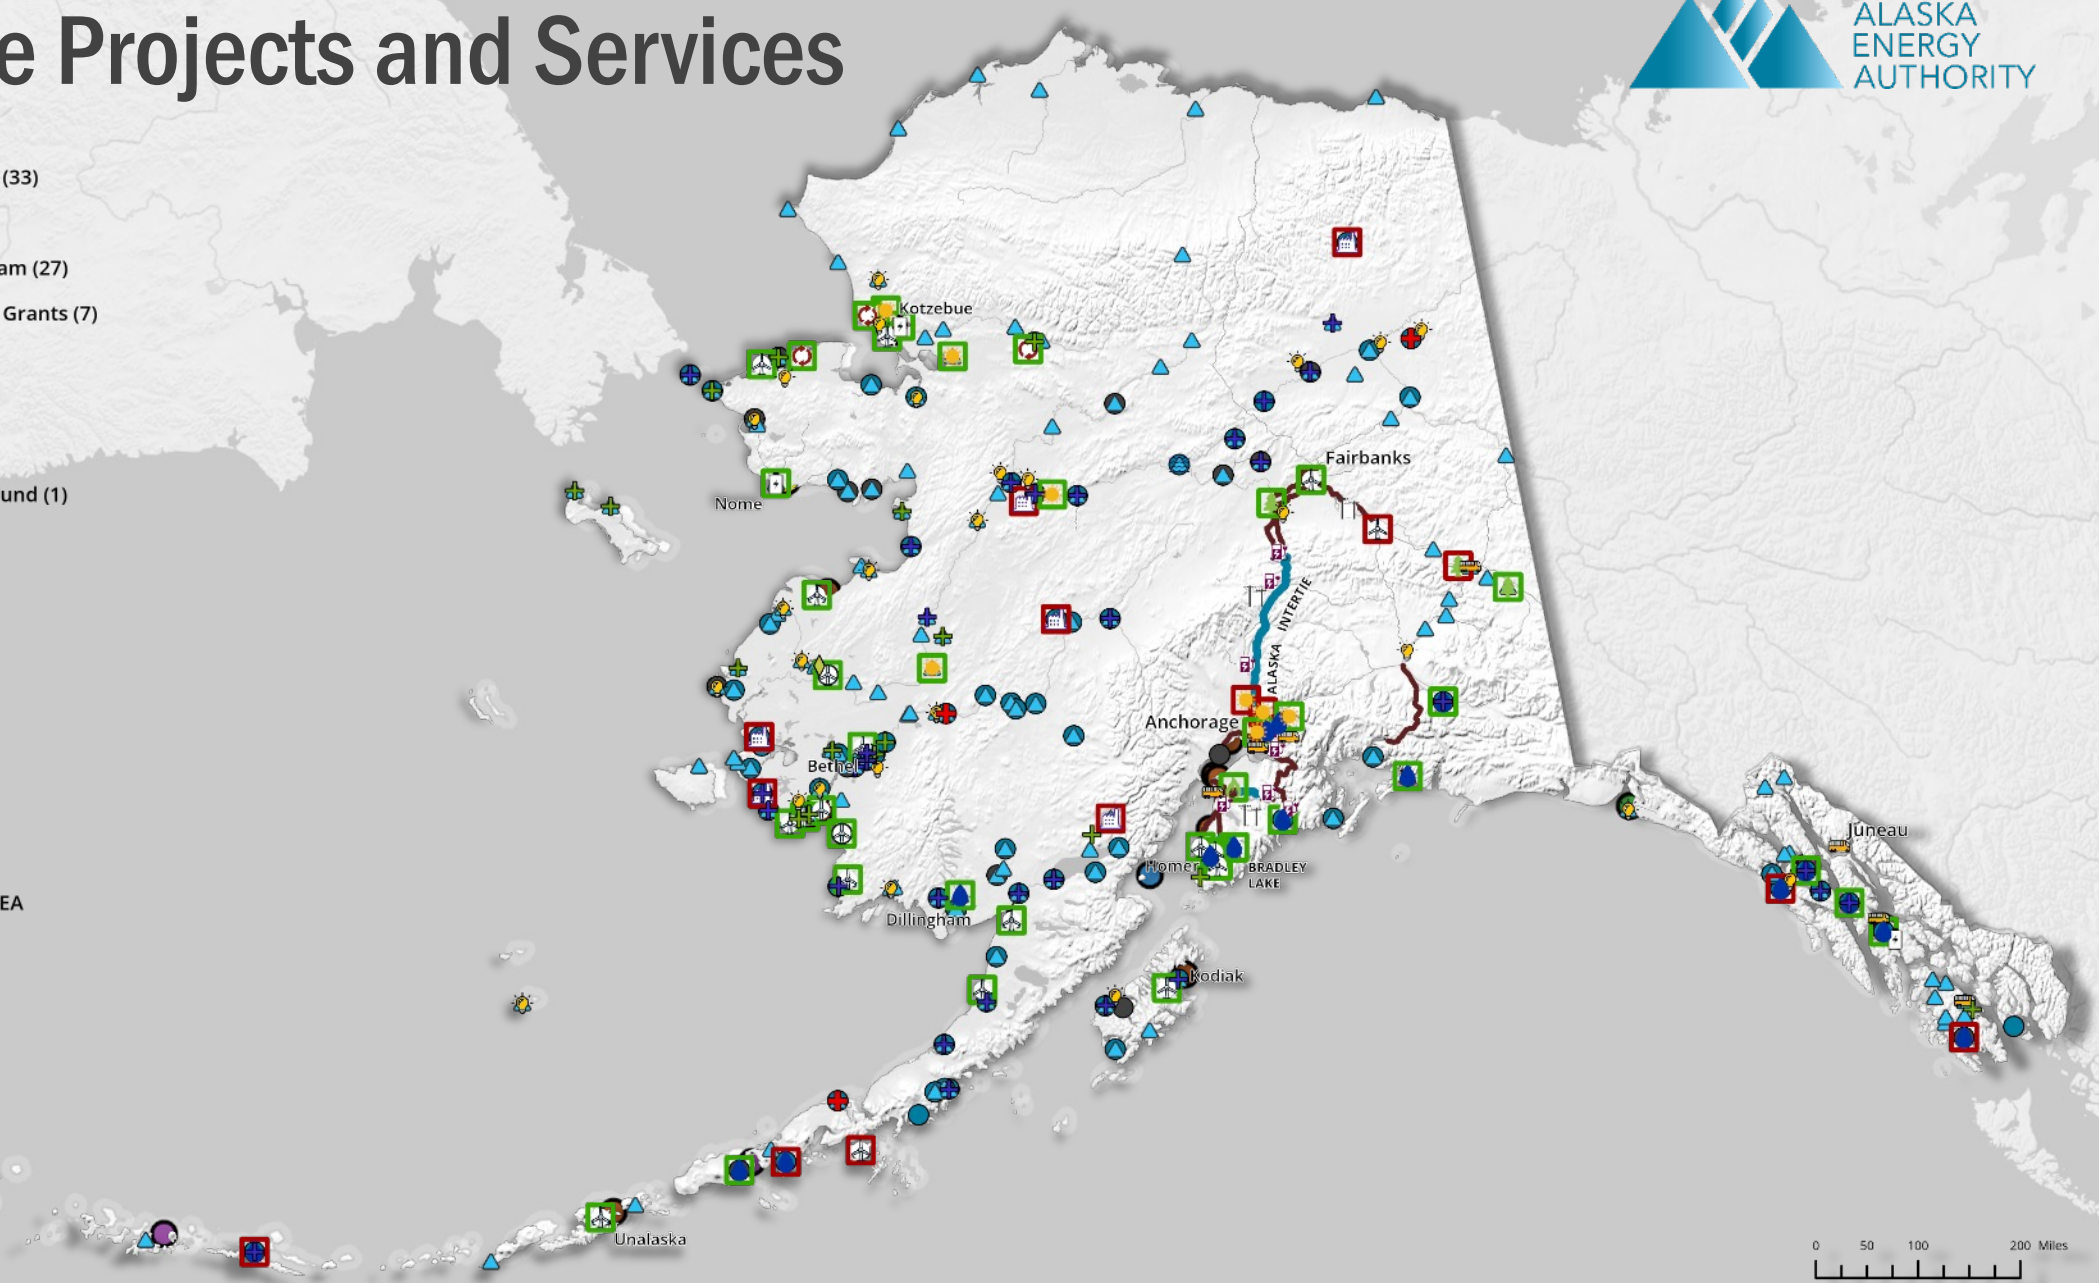 e Projects and Services
ALASKA
ENERGY
AUTHORITY
(33)
am (27)
Grants (7)
und (1)
EA
Kotzebue
Fairbanks
Nome
ALASKA INTERTIE
Anchorage
Bethel
Juneau
Homer
BRADLEY
LAKE
Dillingham
Kodiak
Unalaska
0 50 100 200 Miles